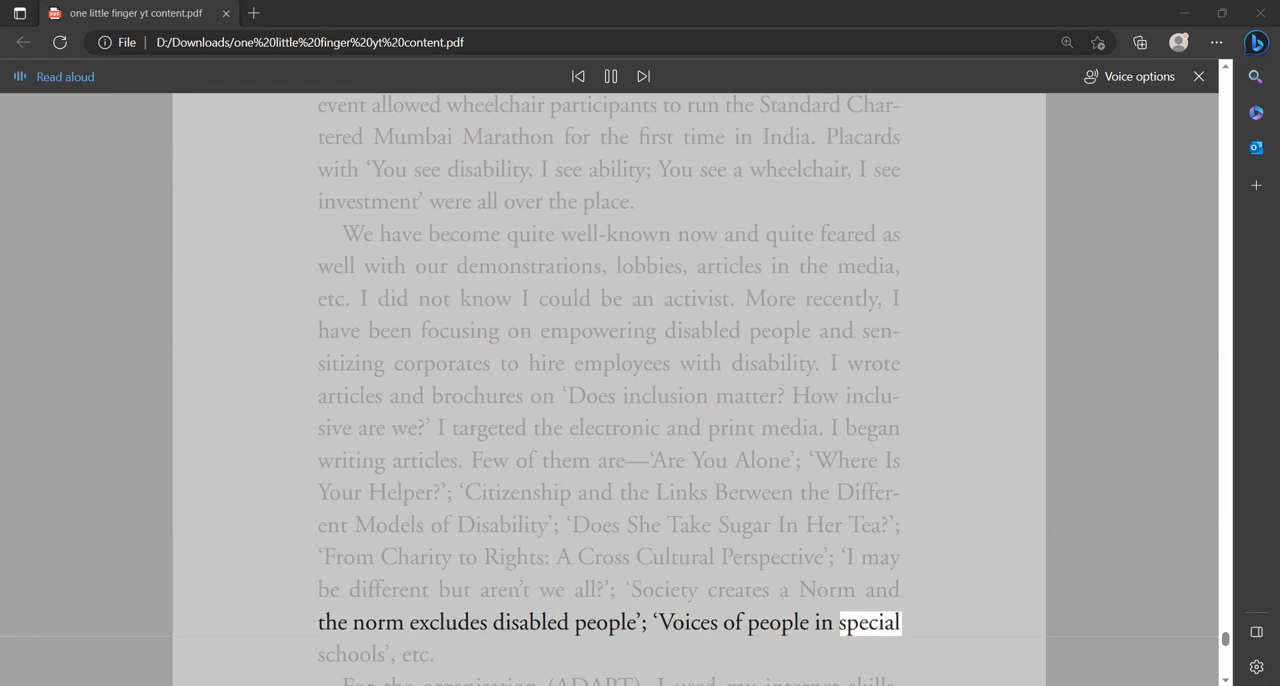 one little finger yt content.pdf
File
D:/Downloads/one%20little%20finger%20yt%20content.pdf
Read aloud
Voice options
event allowed wheelchair participants to run the Standard Char-
tered Mumbai Marathon for the first time in India. Placards
with ‘You see disability, I see ability; You see a wheelchair, I see
investment’ were all over the place.
We have become quite well-known now and quite feared as
well with our demonstrations, lobbies, articles in the media,
etc. I did not know I could be an activist. More recently, I
have been focusing on empowering disabled people and sen-
sitizing corporates to hire employees with disability. I wrote
articles and brochures on ‘Does inclusion matter? How inclu-
sive are we?’ I targeted the electronic and print media. I began
writing articles. Few of them are—‘Are You Alone’; ‘Where Is
Your Helper?’; ‘Citizenship and the Links Between the Differ-
ent Models of Disability’; ‘Does She Take Sugar In Her Tea?’;
‘From Charity to Rights: A Cross Cultural Perspective’; ‘I may
be different but aren’t we all?’; ‘Society creates a Norm and
the norm excludes disabled people’; ‘Voices of people in special
schools’, etc.
For the organisation (ADAPT), I used my internet skills